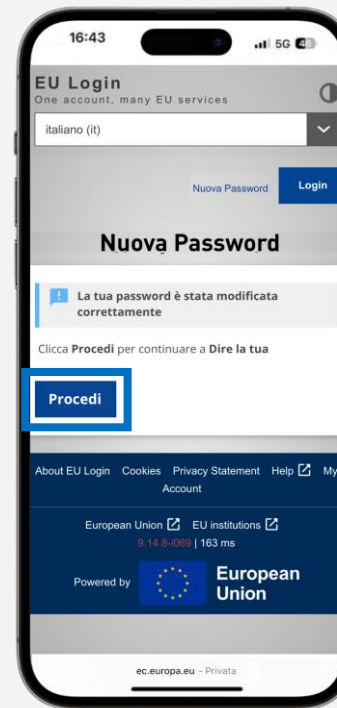 16:43
5G
EU Login
One account, many EU services
italiano (it)
Nuova Password
Login
Nuova Password
La tua password è stata modificata
correttamente
Clicca Procedi per continuare a Dire la tua
Procedi
About EU Login Cookies Privacy Statement Help My
Account
European Union EU institutions
9.14.8-i069 | 163 ms
Powered by
European
Union
ec.europa.eu - Privata